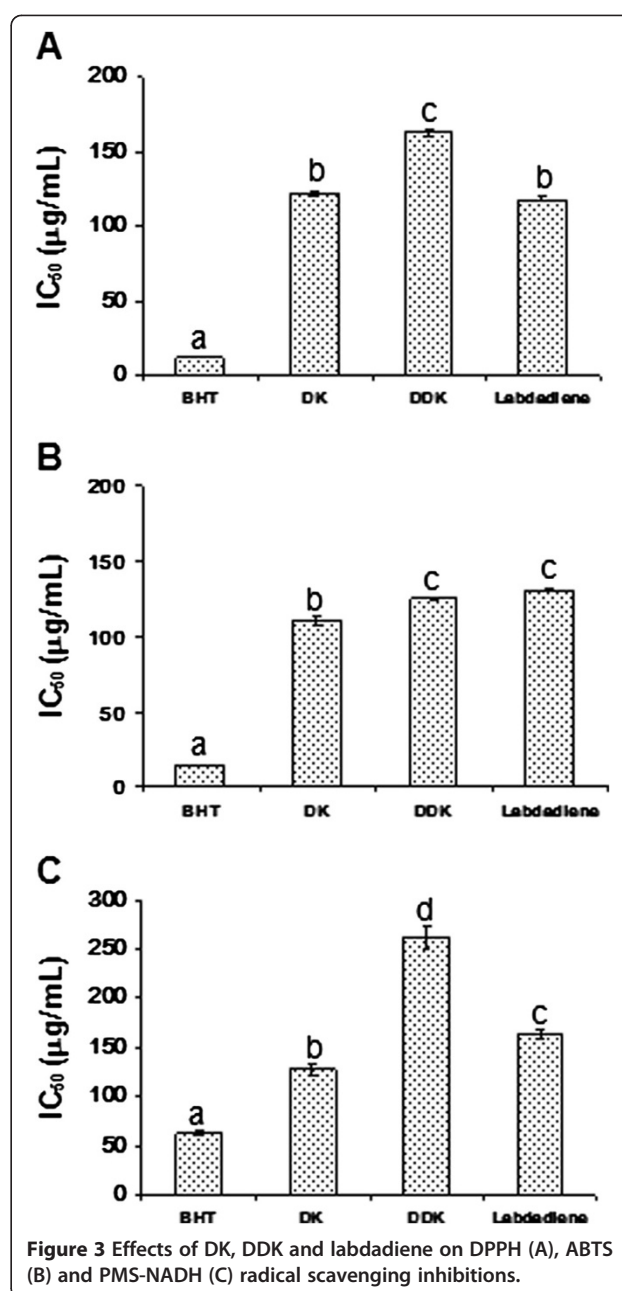 A
200
150
100
50
0
IC50 (µg/mL)
a
b
c
b
BHT
DK
DDK
Labdadiene
B
200
150
100
50
0
IC50 (µg/mL)
a
b
c
c
BHT
DK
DDK
Labdadiene
C
300
250
200
150
100
50
0
IC50 (µg/mL)
a
b
d
c
BHT
DK
DDK
Labdadiene
Figure 3 Effects of DK, DDK and labdadiene on DPPH (A), ABTS
(B) and PMS-NADH (C) radical scavenging inhibitions.